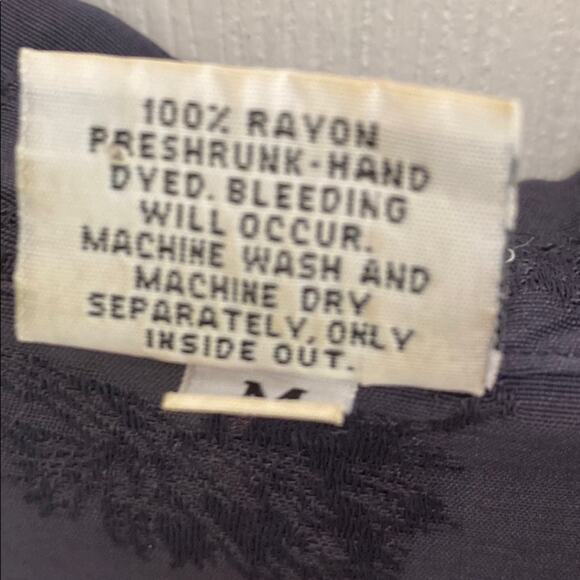 100% RAYON
PRESHRUNK-HAND
DYED. BLEEDING
WILL OCCUR.
MACHINE WASH AND
MACHINE DRY
SEPARATELY, ONLY
INSIDE OUT.
M